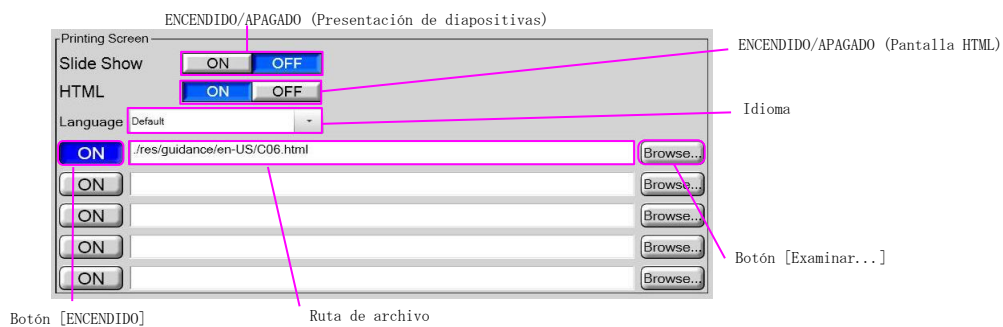 ENCENDIDO/APAGADO (Presentación de diapositivas)
Printing Screen
ENCENDIDO/APAGADO (Pantalla HTML)
Slide Show ON OFF
HTML ON OFF
Idioma
Language Default
ON ./res/guidance/en-US/C06.html Browse...
ON Browse...
ON Browse...
ON Browse...
Botón [Examinar...]
ON Browse...
Botón [ENCENDIDO]
Ruta de archivo